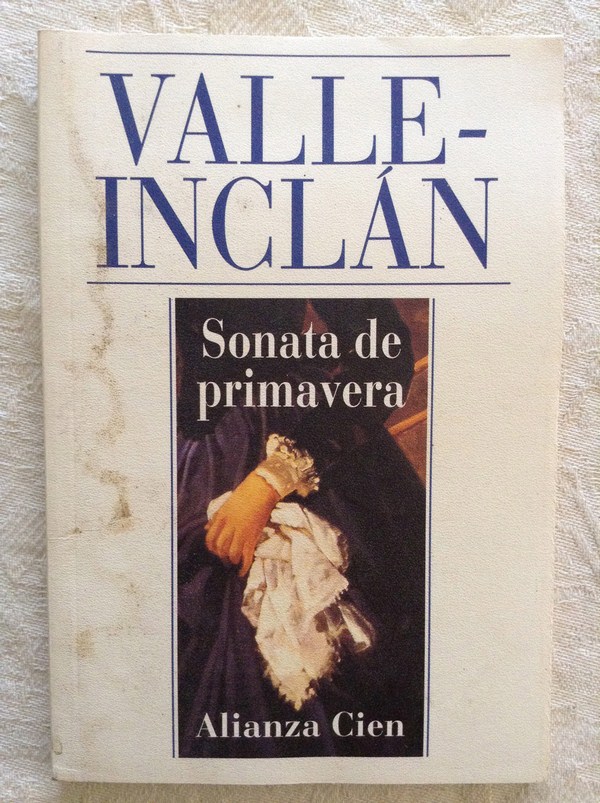 VALLE-
INCLÁN
Sonata de
primavera
Alianza Cien